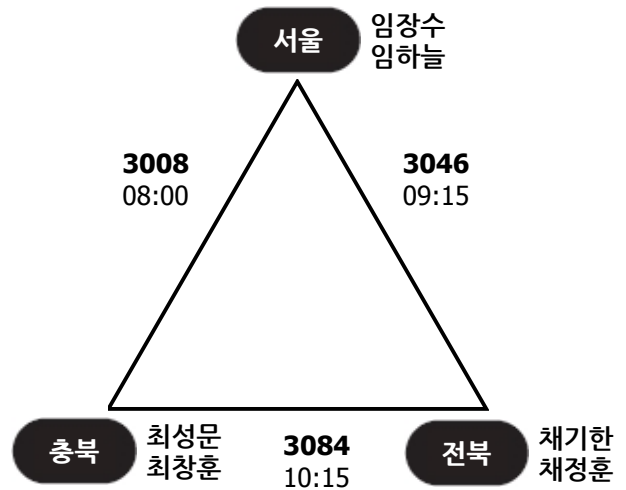 서울
임장수
임하늘
3008
08:00
3046
09:15
충북
최성문
최창훈
3084
10:15
전북
채기한
채정훈